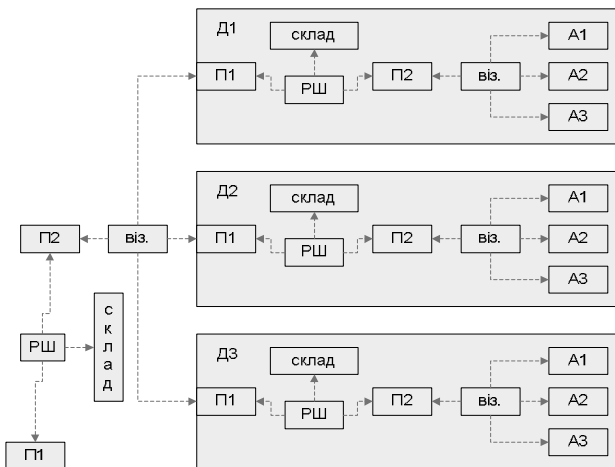 Д1
склад
П1
РШ
П2
віз.
А1
А2
А3
Д2
склад
П1
РШ
П2
віз.
А1
А2
А3
П2
віз.
РШ
склад
П1
Д3
склад
П1
РШ
П2
віз.
А1
А2
А3